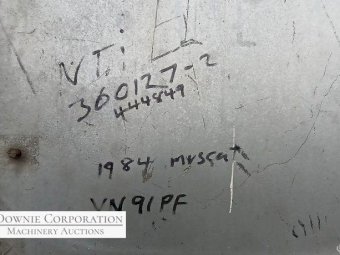 VTi
360127-2
444849
1984 muscat
VN91PF
DOWNIE CORPORATION
MACHINERY AUCTIONS